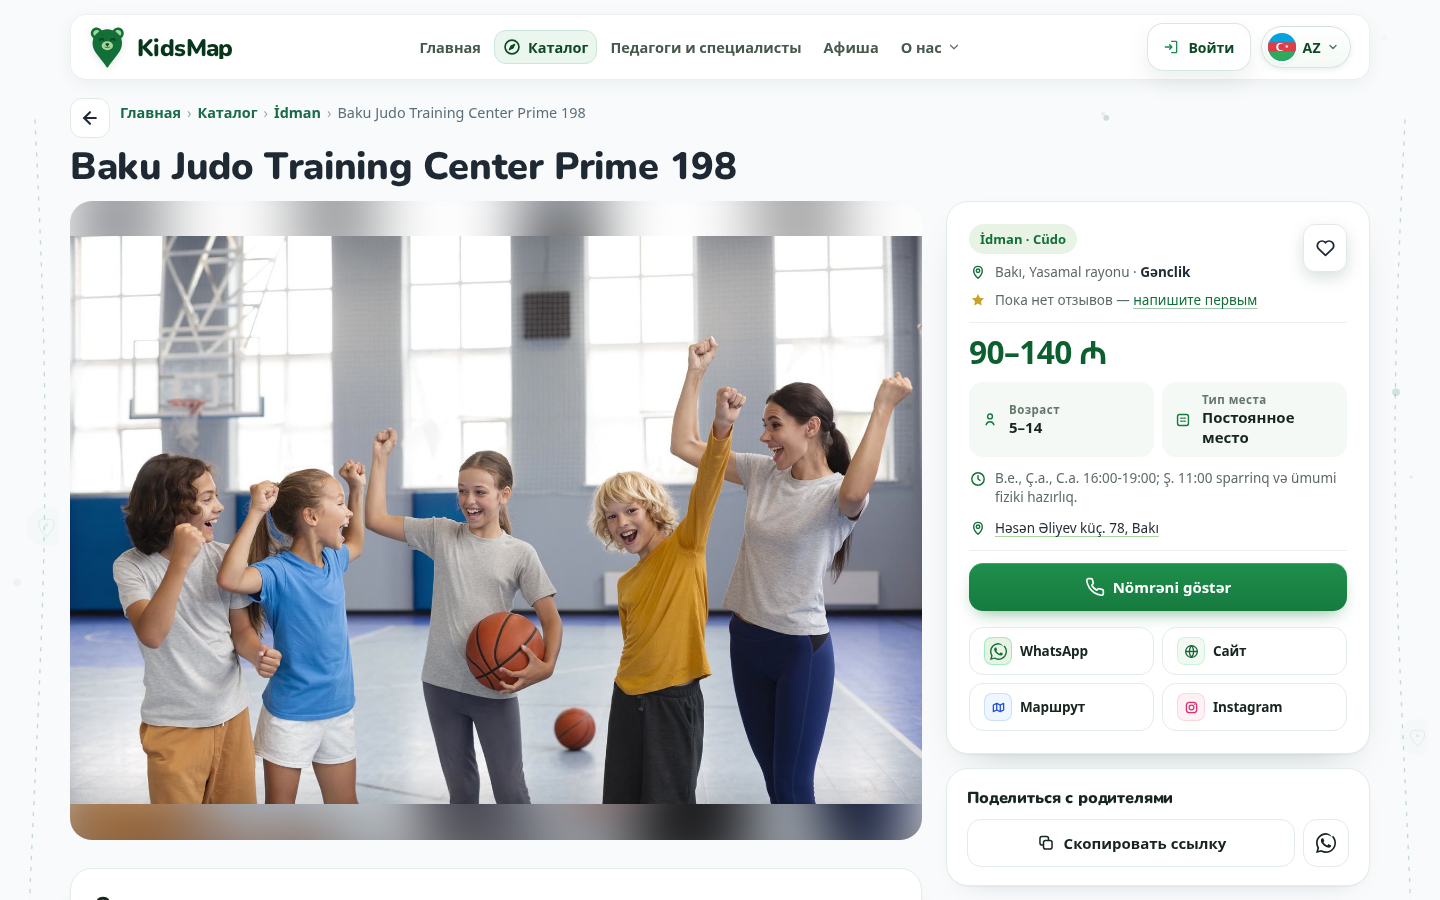 KidsMap
Главная
Каталог
Педагоги и специалисты
Афиша
О нас
Войти
AZ
Главная › Каталог › İdman › Baku Judo Training Center Prime 198
Baku Judo Training Center Prime 198
İdman · Cüdo
Bakı, Yasamal rayonu · Gənclik
Пока нет отзывов — напишите первым
90–140 ₼
Возраст
5–14
Тип места
Постоянное
место
B.e., Ç.a., C.a. 16:00-19:00; Ş. 11:00 sparrinq və ümumi
fiziki hazırlıq.
Həsən Əliyev küç. 78, Bakı
Nömrəni göstər
WhatsApp
Сайт
Маршрут
Instagram
Поделиться с родителями
Скопировать ссылку